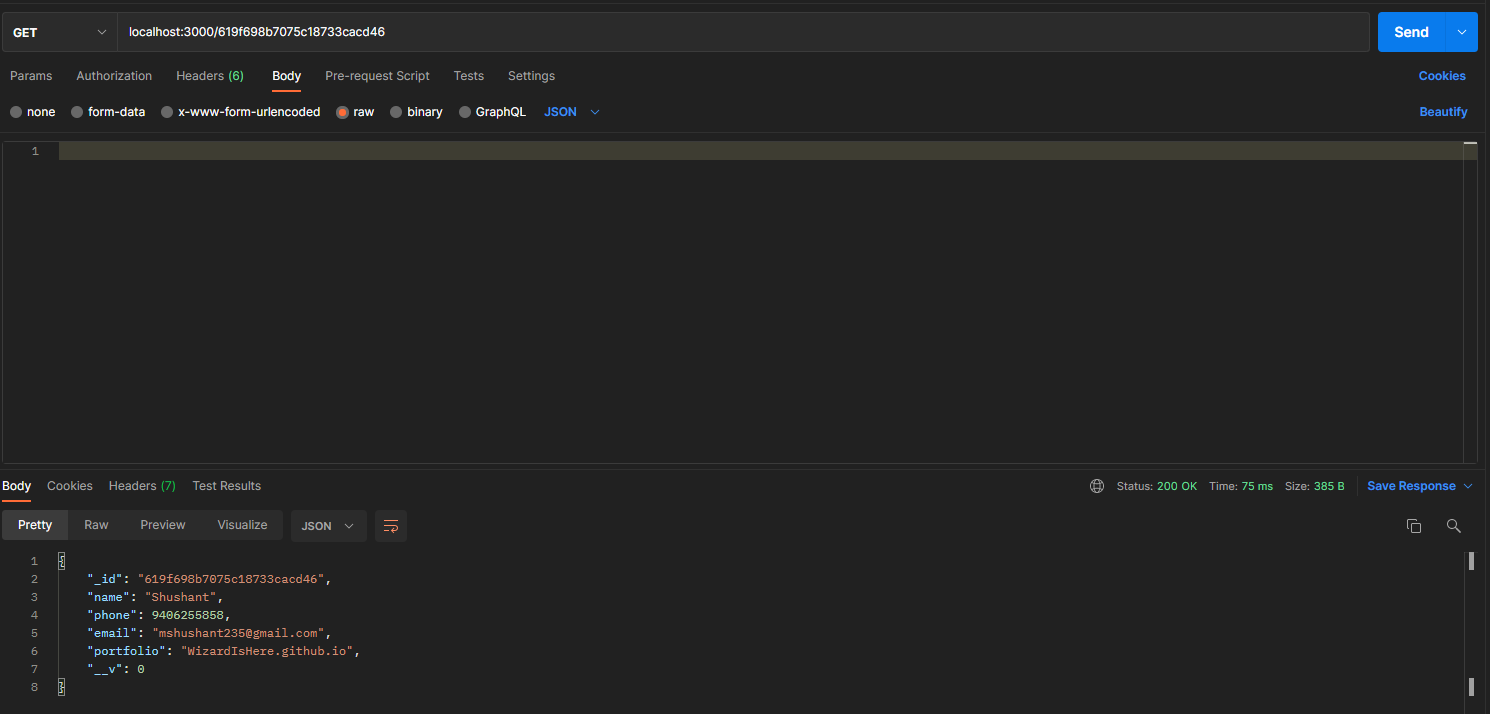 GET localhost:3000/619f698b7075c18733cacd46 Send
Params Authorization Headers (6) Body Pre-request Script Tests Settings Cookies
none form-data x-www-form-urlencoded raw binary GraphQL JSON Beautify
1
Body Cookies Headers (7) Test Results Status: 200 OK Time: 75 ms Size: 385 B Save Response
Pretty Raw Preview Visualize JSON
1 {
2 "_id": "619f698b7075c18733cacd46",
3 "name": "Shushant",
4 "phone": 9406255858,
5 "email": "mshushant235@gmail.com",
6 "portfolio": "WizardIsHere.github.io",
7 "__v": 0
8 }